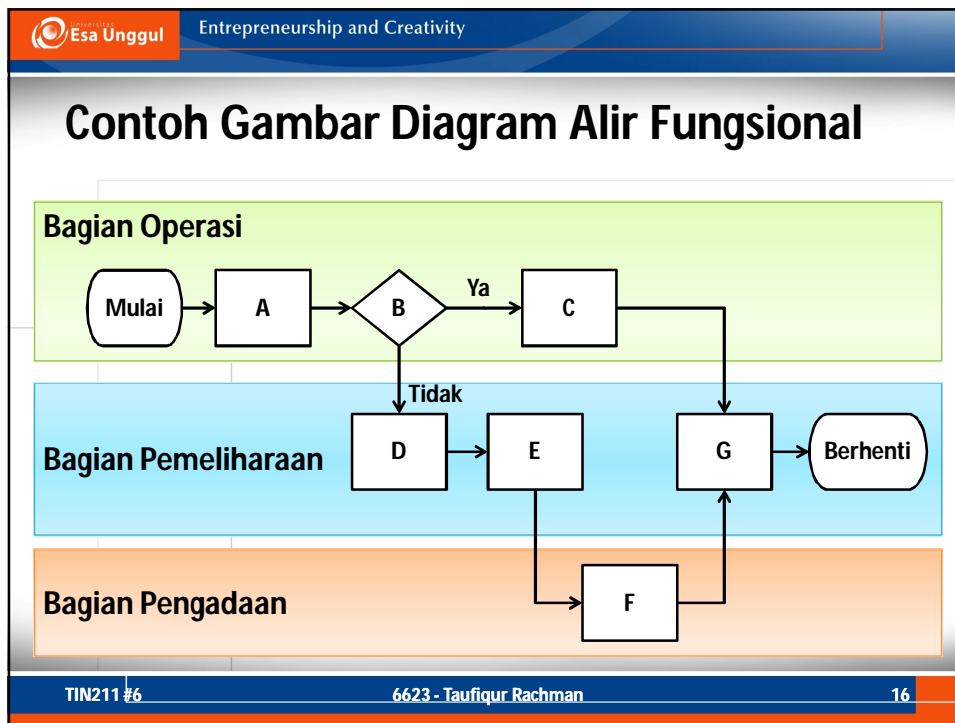 Universitas
Esa Unggul
Entrepreneurship and Creativity
Contoh Gambar Diagram Alir Fungsional
Bagian Operasi
Mulai
A
B
Ya
C
Tidak
Bagian Pemeliharaan
D
E
G
Berhenti
Bagian Pengadaan
F
TIN211 #6
6623 - Taufiqur Rachman
16